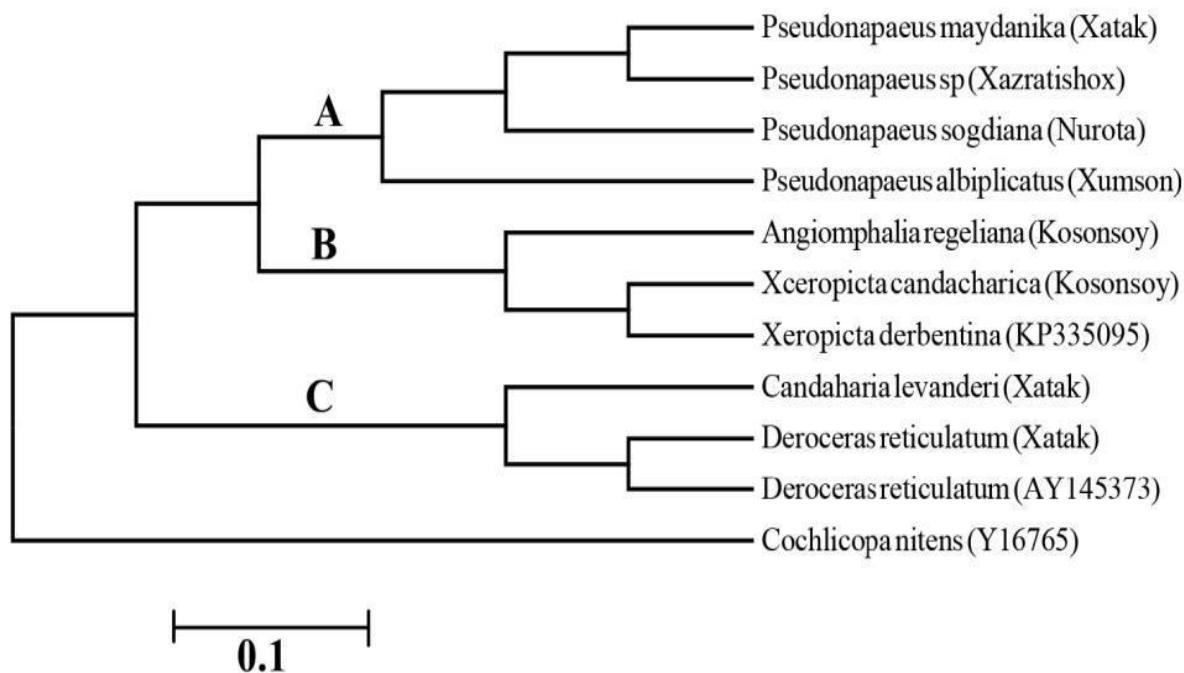 Pseudonapaeus maydanika (Xatak)
Pseudonapaeus sp (Xazratishox)
A
Pseudonapaeus sogdiana (Nurota)
Pseudonapaeus albiplicatus (Xumson)
B
Angiomphalia regeliana (Kosonsoy)
Xceropicta candacharica (Kosonsoy)
Xeropicta derbentina (KP335095)
C
Candaharia levanderi (Xatak)
Deroceras reticulatum (Xatak)
Deroceras reticulatum (AY145373)
Cochlicopa nitens (Y16765)
0.1